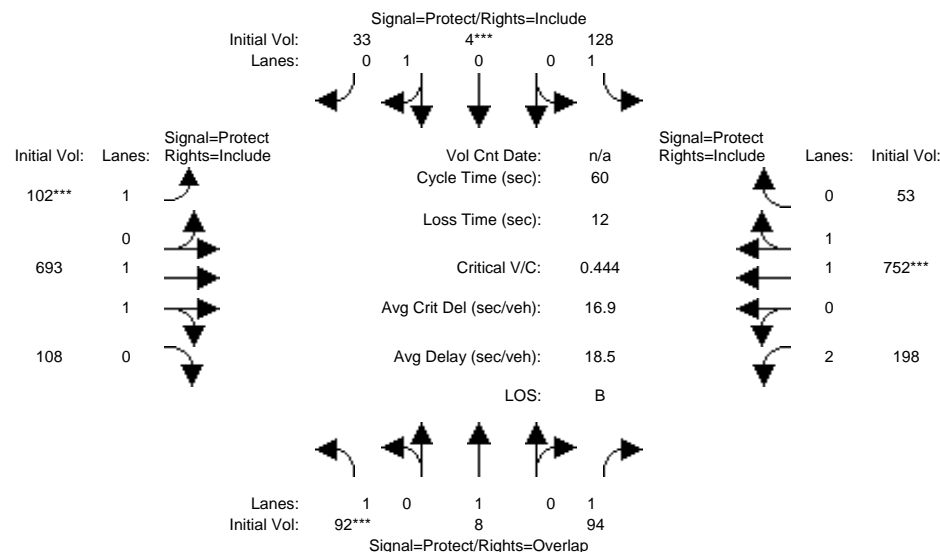 Signal=Protect/Rights=Include
Initial Vol: 33 4*** 128
Lanes: 0 1 0 0 1
Signal=Protect Signal=Protect
Initial Vol: Lanes: Rights=Include Vol Cnt Date: n/a Rights=Include Lanes: Initial Vol:
Cycle Time (sec): 60
102*** 1 0 53
Loss Time (sec): 12
0 1
693 1 Critical V/C: 0.444 1 752***
1 Avg Crit Del (sec/veh): 16.9 0
108 0 Avg Delay (sec/veh): 18.5 2 198
LOS: B
Lanes: 1 0 1 0 1
Initial Vol: 92*** 8 94
Signal=Protect/Rights=Overlap